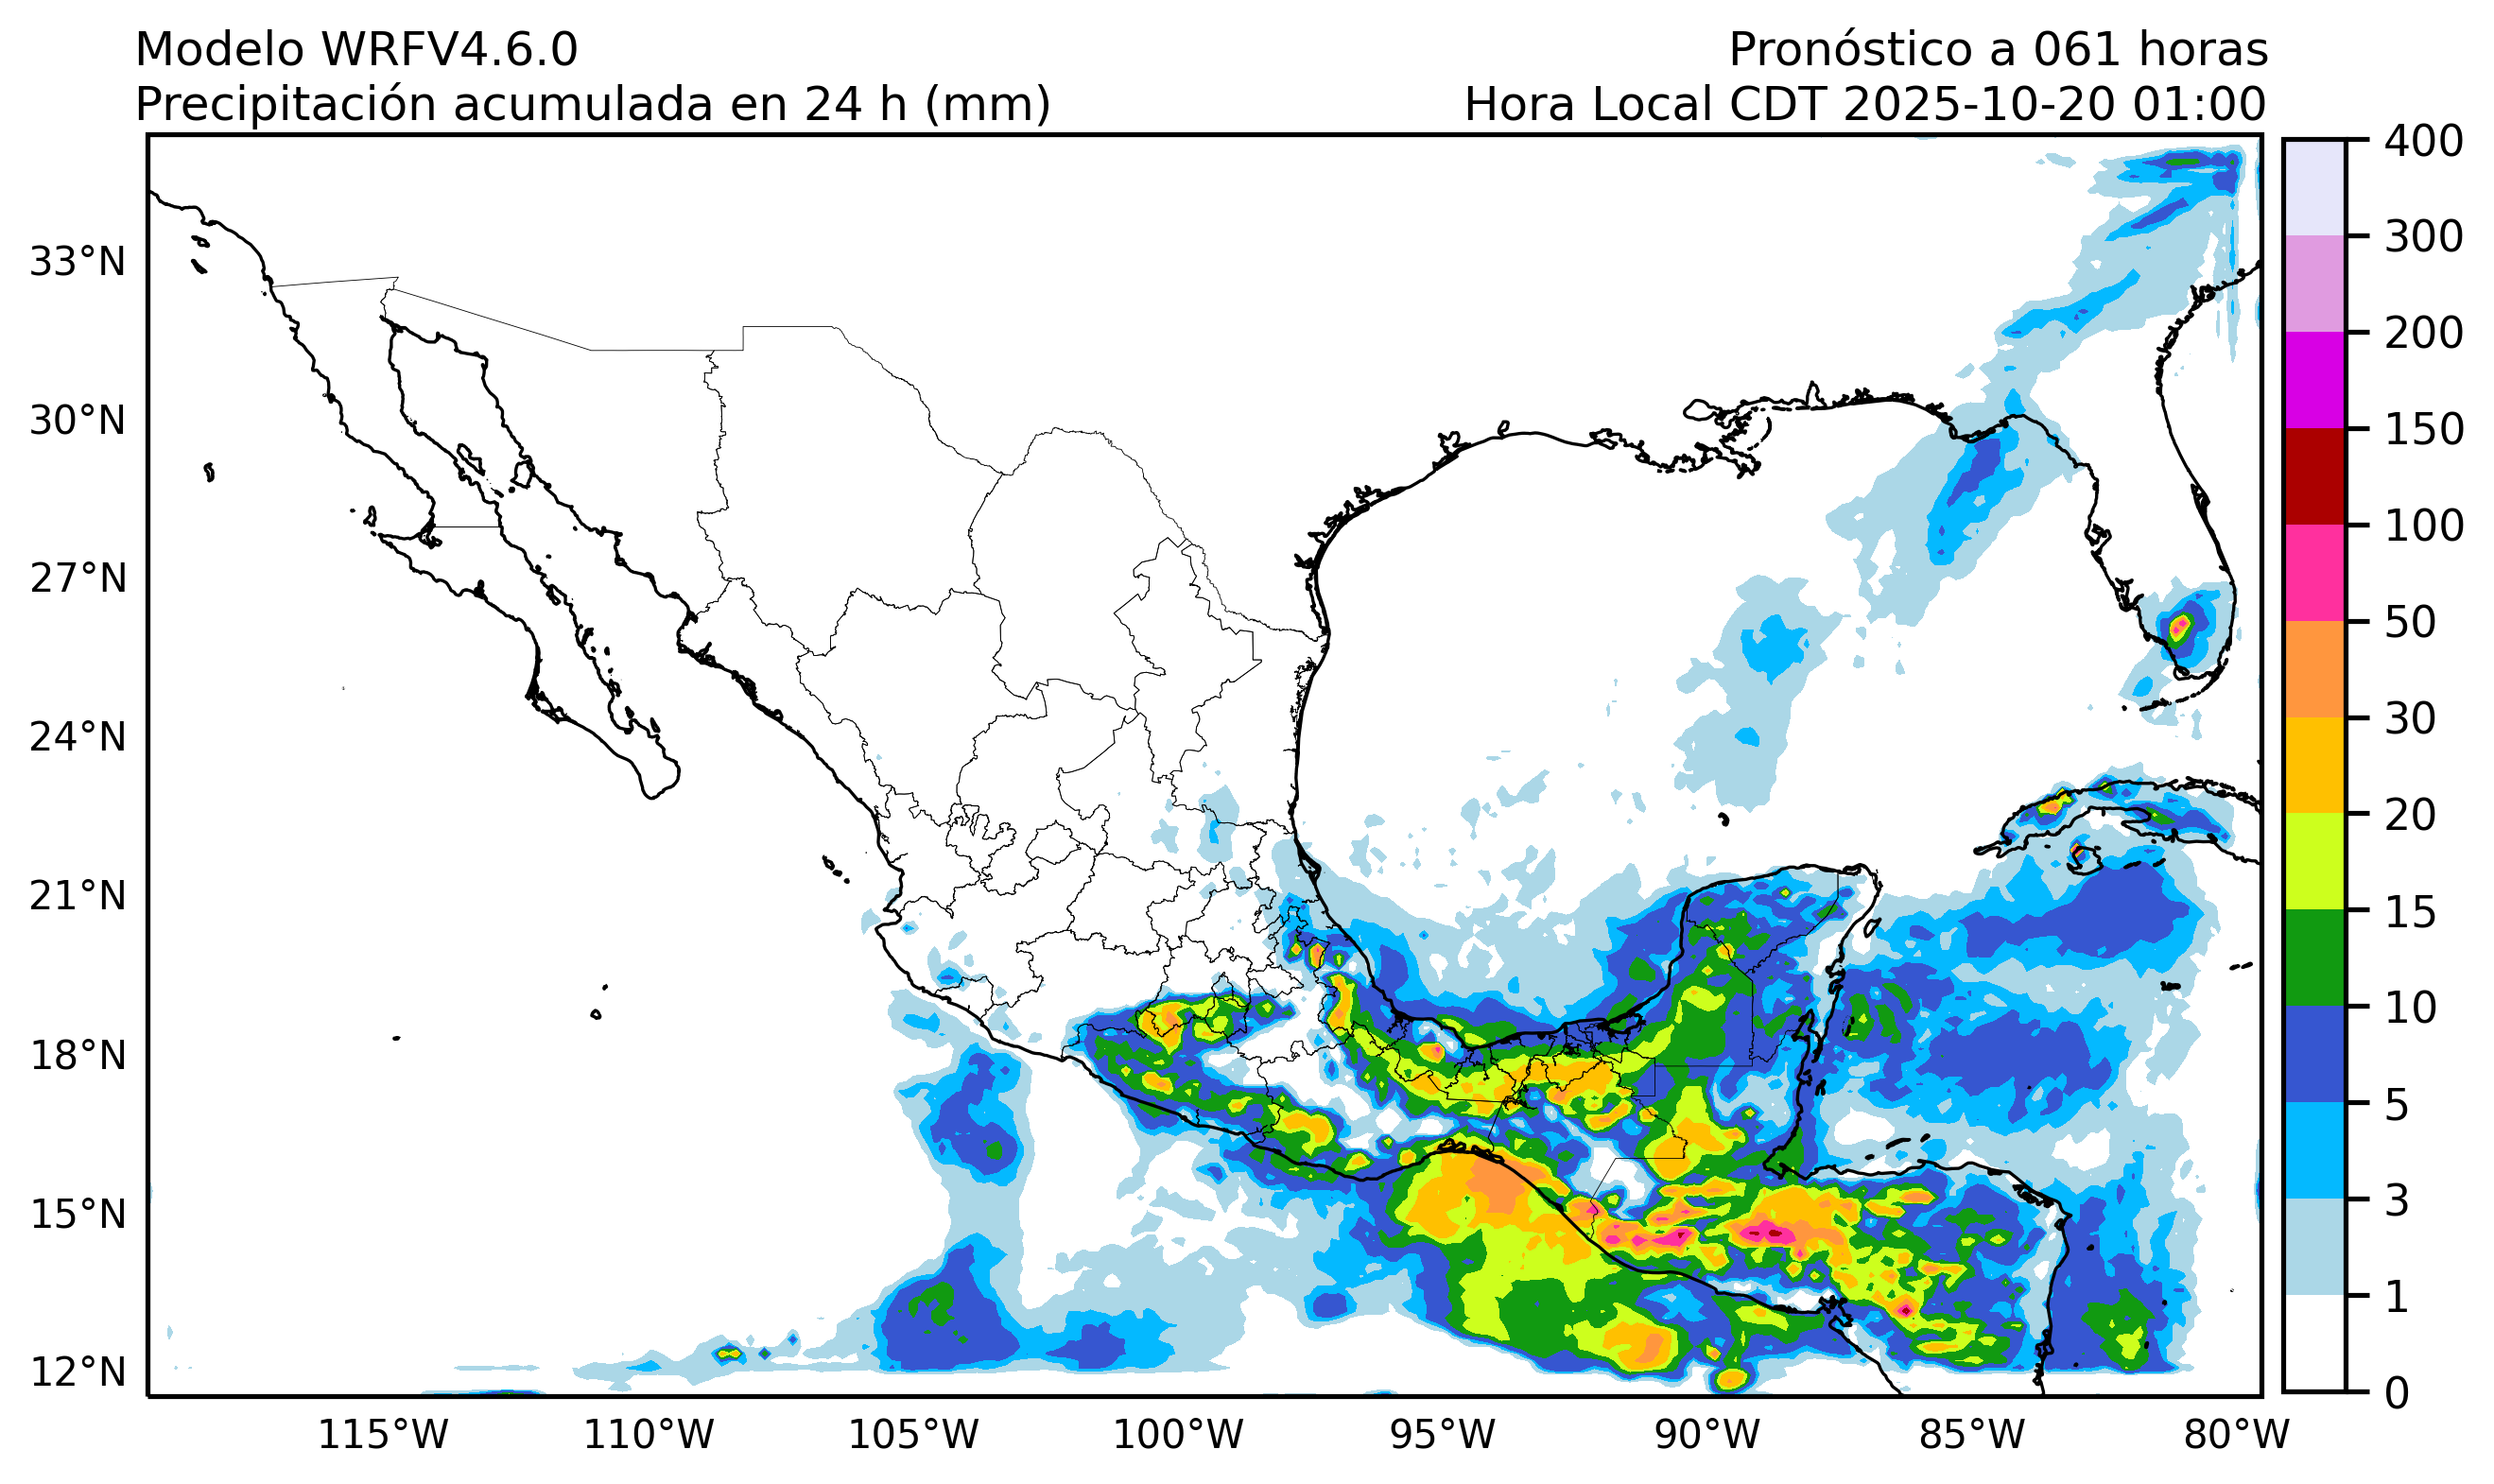 Modelo WRFV4.6.0
Pronóstico a 061 horas
Precipitación acumulada en 24 h (mm)
Hora Local CDT 2025-10-20 01:00
33°N
30°N
27°N
24°N
21°N
18°N
15°N
12°N
115°W
110°W
105°W
100°W
95°W
90°W
85°W
80°W
400
300
200
150
100
50
30
20
15
10
5
3
1
0